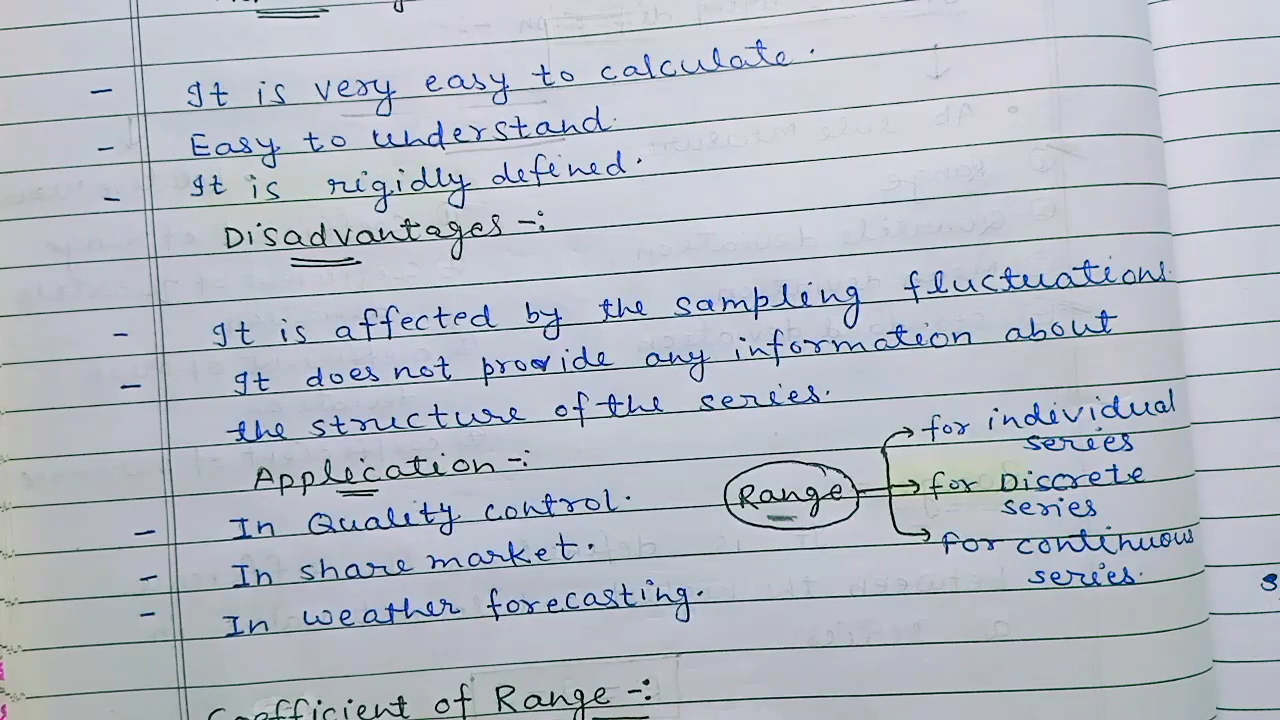 - It is very easy to calculate.
- Easy to understand.
- It is rigidly defined.
Disadvantages -:
- It is affected by the sampling fluctuations.
- It does not provide any information about
the structure of the series.
Application -:
- In Quality control.
- In share market.
- In weather forecasting.
Range
for individual
series
for Discrete
series
for continuous
series.
Coefficient of Range -: